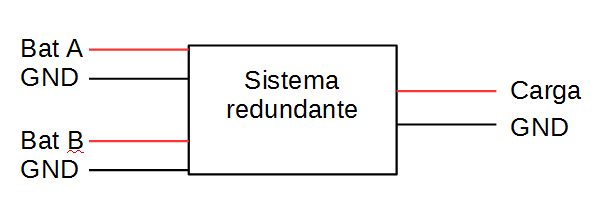 Bat A
GND
Bat B
GND
Sistema
redundante
Carga
GND